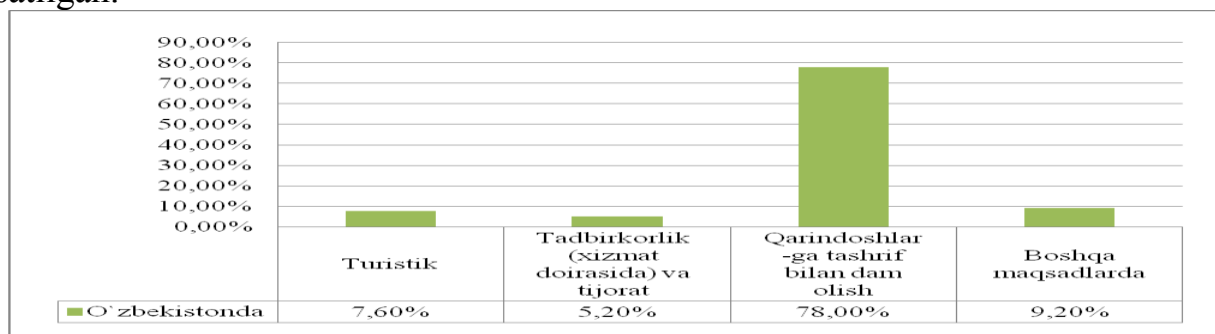 90,00%
80,00%
70,00%
60,00%
50,00%
40,00%
30,00%
20,00%
10,00%
0,00%
Turistik
Tadbirkorlik
(xizmat
doirasida) va
tijorat
Qarindoshlar
-ga tashrif
bilan dam
olish
Boshqa
maqsadlarda
O`zbekistonda 7,60% 5,20% 78,00% 9,20%